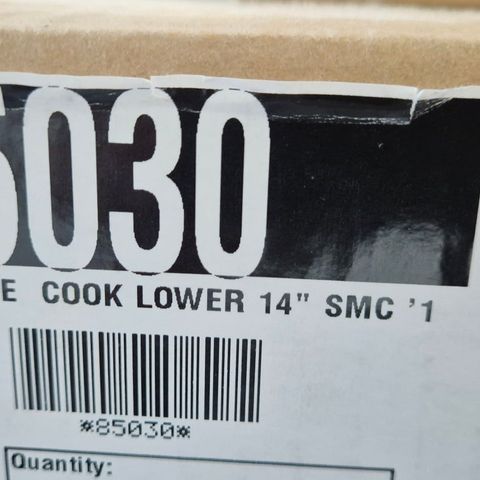 5030
E COOK LOWER 14" SMC '1
*85030*
Quantity: